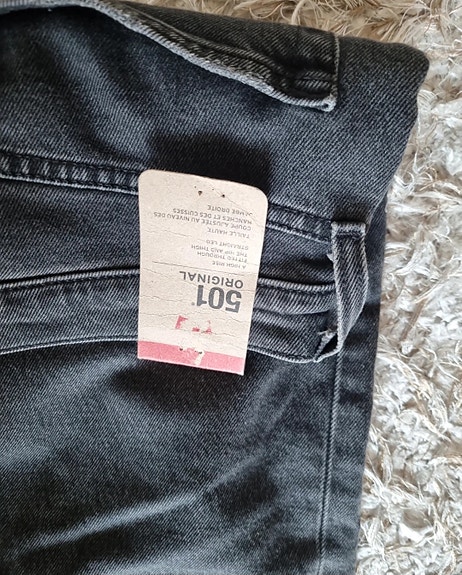 501®
ORIGINAL
A HIGH RISE
FITTED THROUGH
THE HIP AND THIGH
STRAIGHT LEG
TAILLE HAUTE
COUPE AJUSTÉE AU NIVEAU DES
HANCHES ET DES CUISSES
JAMBE DROITE